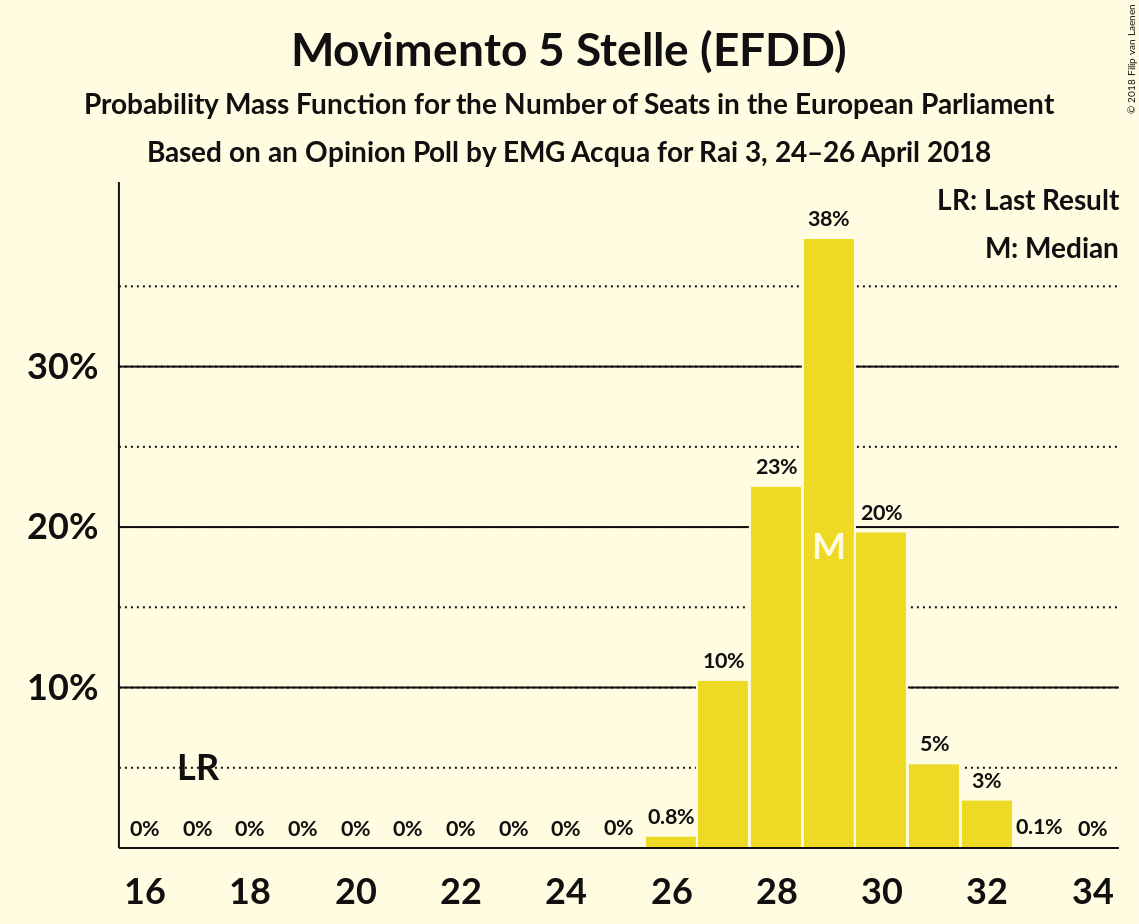 Movimento 5 Stelle (EFDD)
Probability Mass Function for the Number of Seats in the European Parliament
Based on an Opinion Poll by EMG Acqua for Rai 3, 24–26 April 2018
© 2018 Filip van Laenen
LR: Last Result
M: Median
38%
30%
23%
20%
20%
M
10%
10%
LR
5%
3%
0% 0% 0% 0% 0% 0% 0% 0% 0% 0% 0.8% 0.1% 0%
16 18 20 22 24 26 28 30 32 34